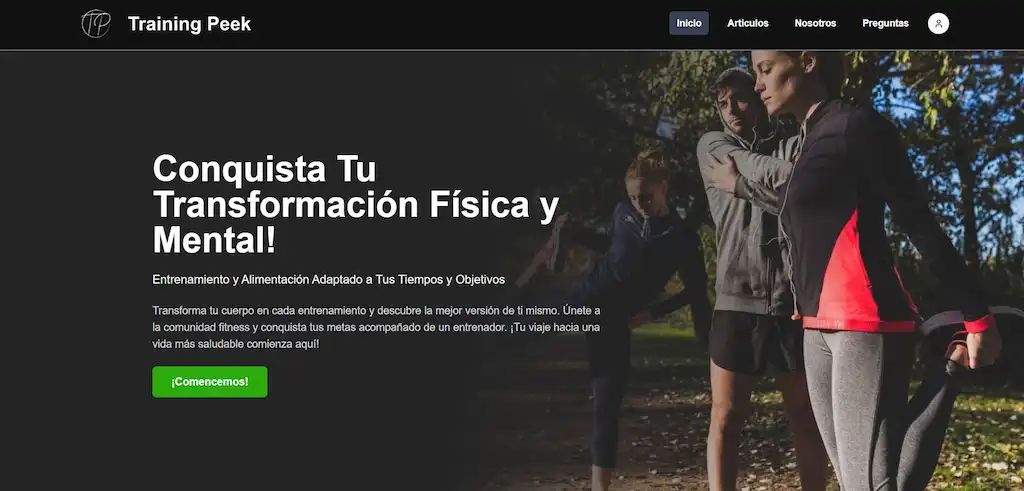 TP
Training Peek
Inicio
Articulos
Nosotros
Preguntas
Conquista Tu
Transformación Física y
Mental!
Entrenamiento y Alimentación Adaptado a Tus Tiempos y Objetivos
Transforma tu cuerpo en cada entrenamiento y descubre la mejor versión de ti mismo. Únete a
la comunidad fitness y conquista tus metas acompañado de un entrenador. ¡Tu viaje hacia una
vida más saludable comienza aquí!
¡Comencemos!